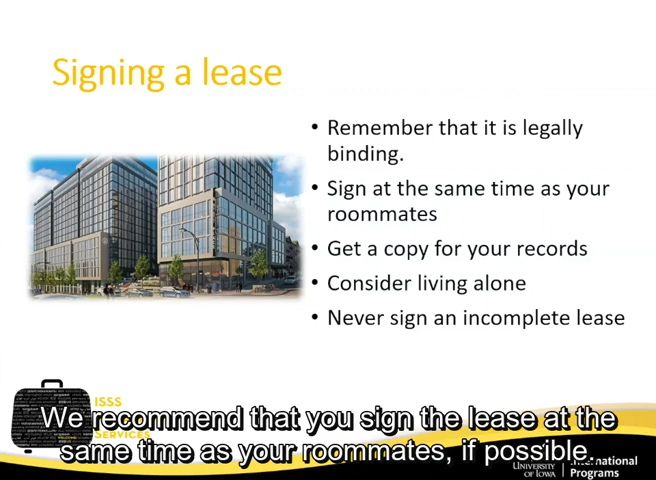 Signing a lease
• Remember that it is legally
binding.
• Sign at the same time as your
roommates
• Get a copy for your records
• Consider living alone
• Never sign an incomplete lease
ISSS
SERVICES
We recommend that you sign the lease at the
same time as your roommates, if possible.
UNIVERSITY
OF IOWA
International
Programs